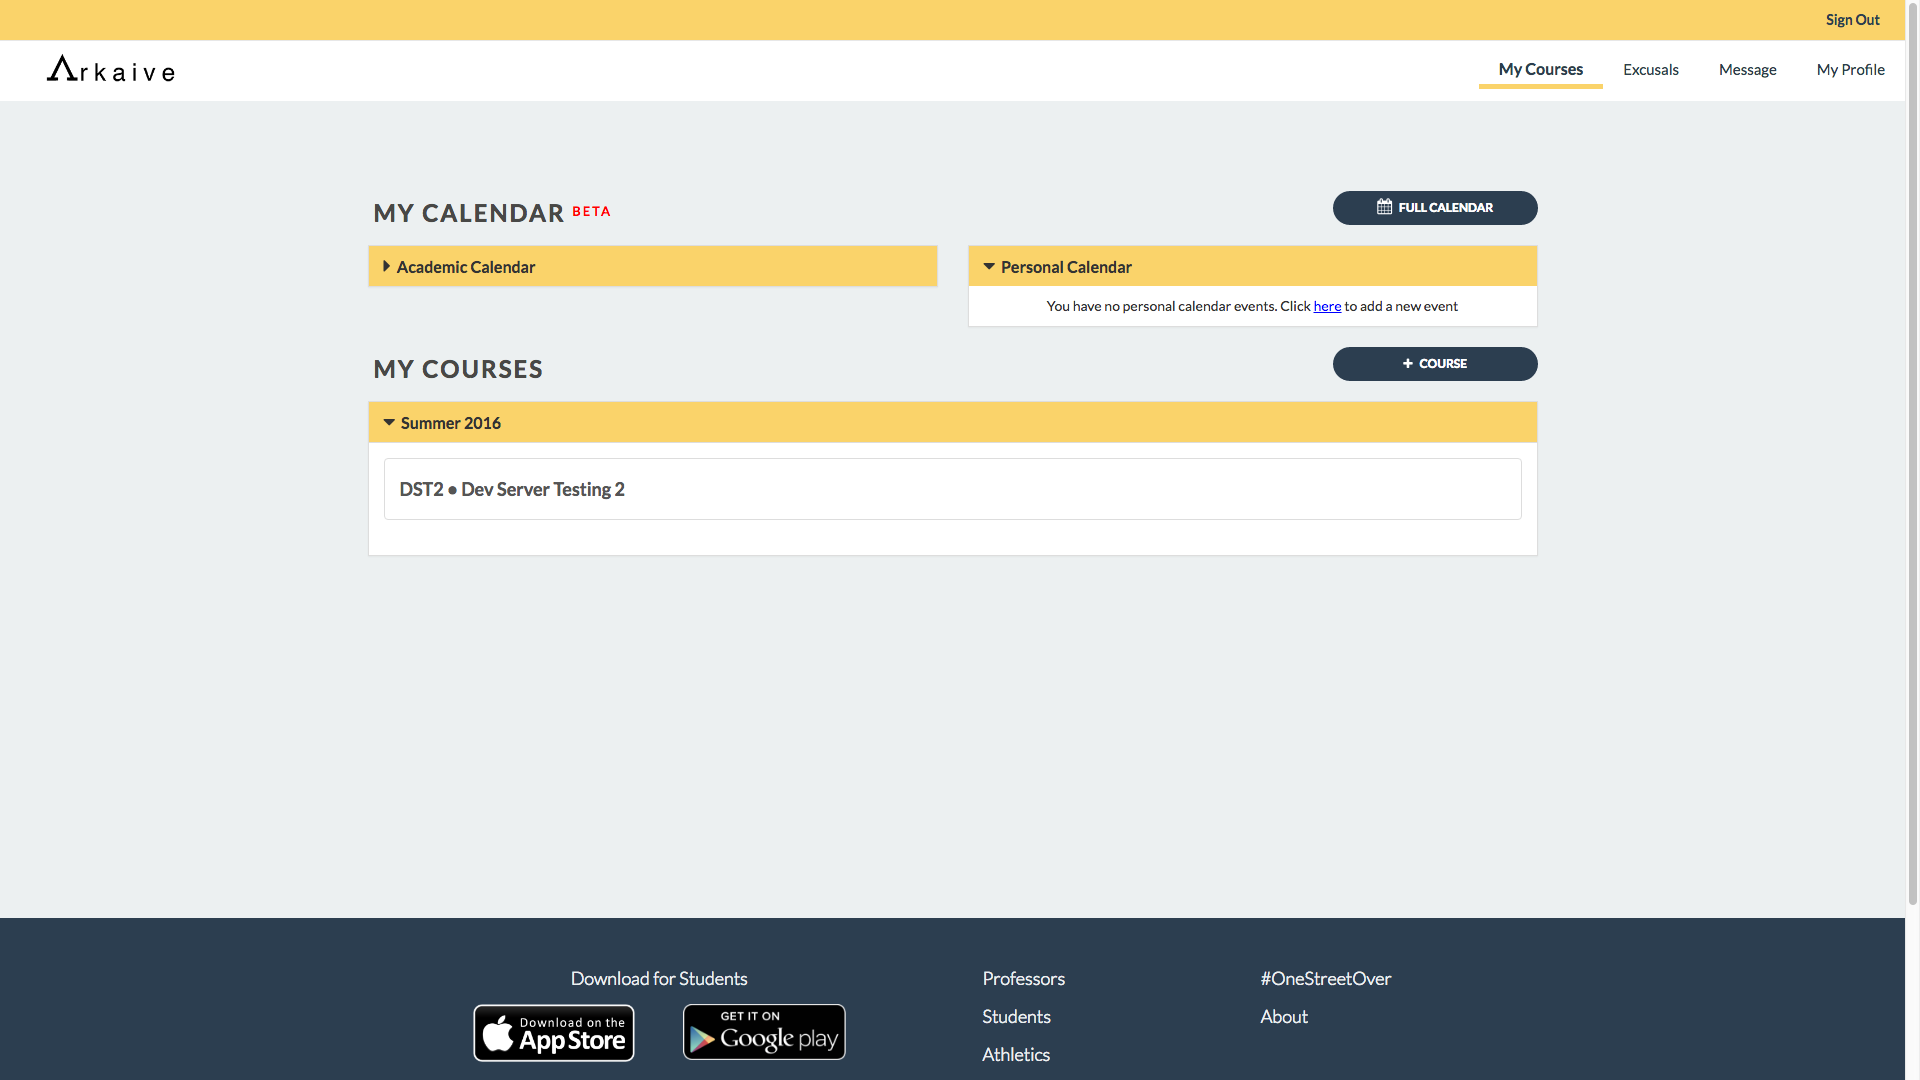 Sign Out
Arkaive
My Courses
Excusals
Message
My Profile
MY CALENDAR BETA
FULL CALENDAR
Academic Calendar
Personal Calendar
You have no personal calendar events. Click here to add a new event
MY COURSES
+ COURSE
Summer 2016
DST2 ● Dev Server Testing 2
Download for Students
Download on the
App Store
GET IT ON
Google play
Professors
Students
Athletics
#OneStreetOver
About